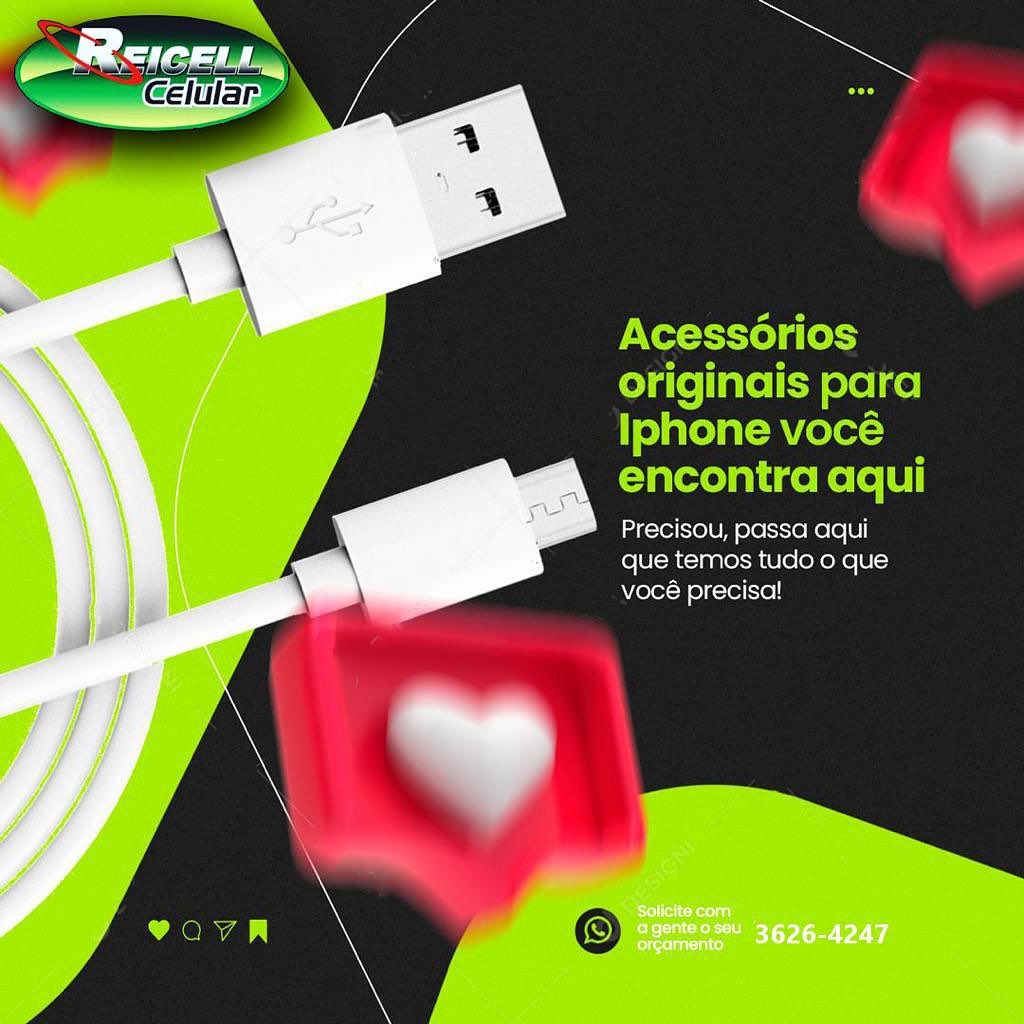 REICELL
Celular
Acessórios
originais para
Iphone você
encontra aqui
Precisou, passa aqui
que temos tudo o que
você precisa!
DESIGNI
Solicite com
a gente o seu
orçamento
3626-4247